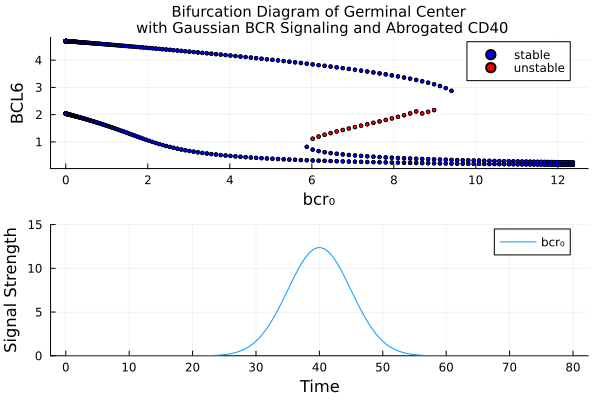 Bifurcation Diagram of Germinal Center
with Gaussian BCR Signaling and Abrogated CD40
BCL6
4
3
2
1
stable
unstable
0 2 4 6 8 10 12
bcr₀
Signal Strength
15
10
5
0
bcr₀
0 10 20 30 40 50 60 70 80
Time